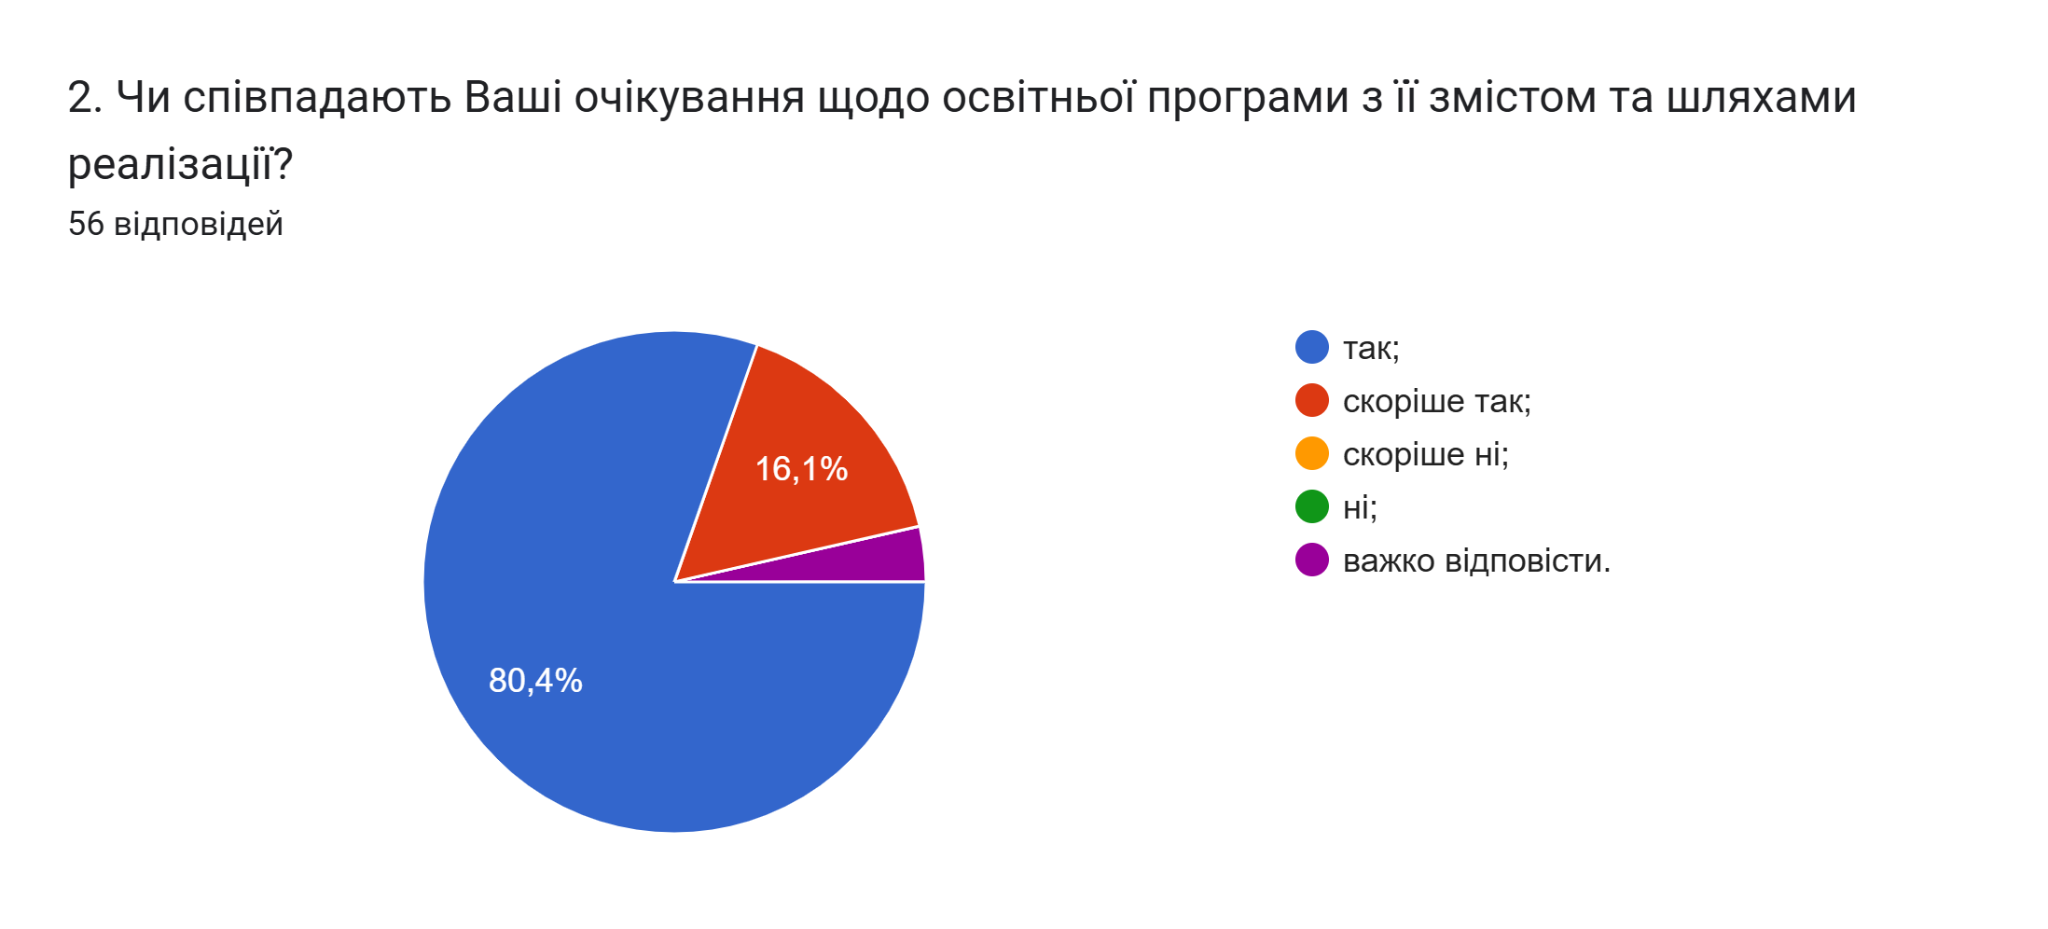 2. Чи співпадають Ваші очікування щодо освітньої програми з її змістом та шляхами
реалізації?
56 відповідей
так;
скоріше так;
скоріше ні;
ні;
важко відповісти.
16,1%
80,4%